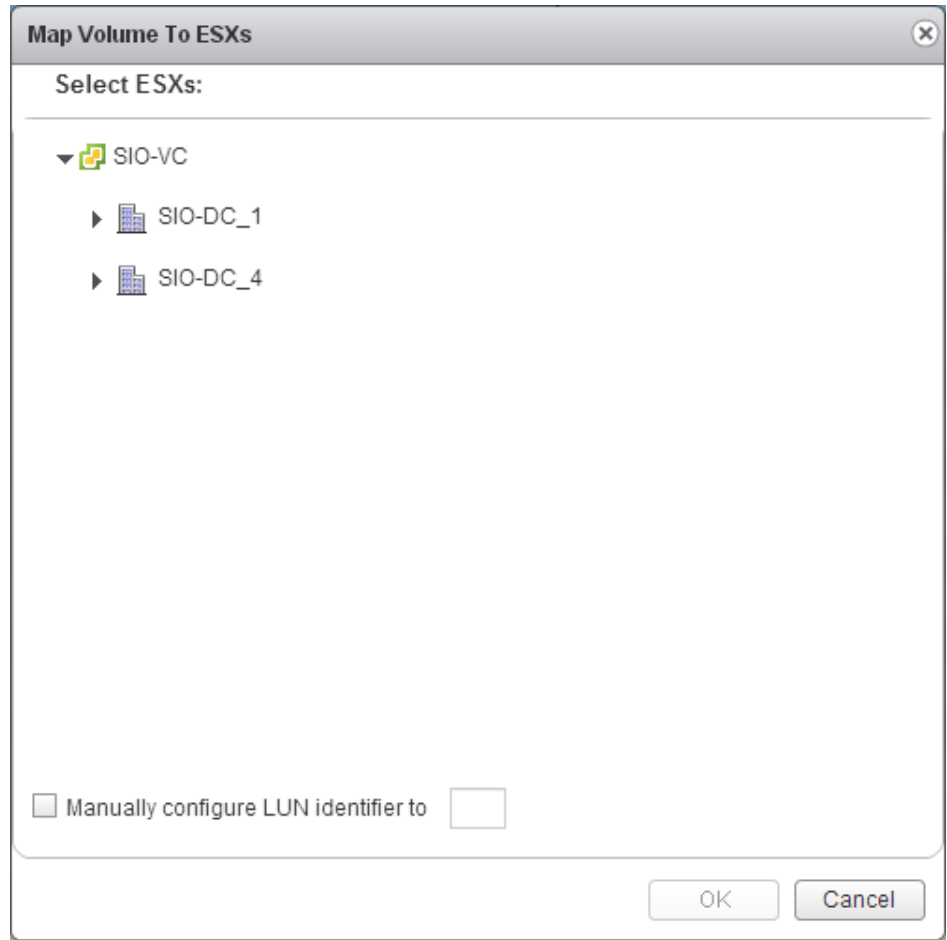 Map Volume To ESXs
Select ESXs:
SIO-VC
SIO-DC_1
SIO-DC_4
Manually configure LUN identifier to
OK Cancel